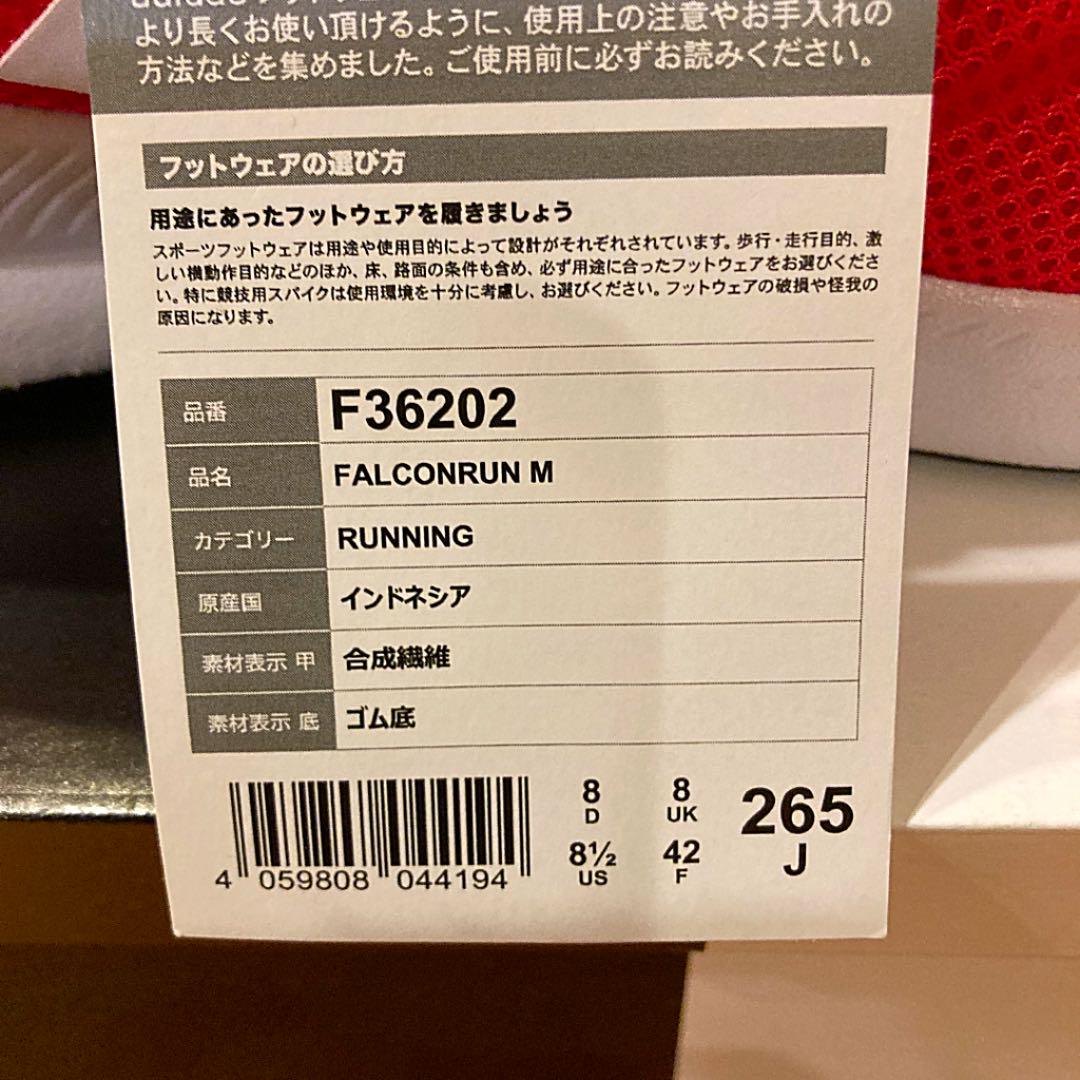 より長くお使い頂けるように、使用上の注意やお手入れの
方法などを集めました。ご使用前に必ずお読みください。
フットウェアの選び方
用途にあったフットウェアを履きましょう
スポーツフットウェアは用途や使用目的によって設計がそれぞれされています。歩行・走行目的、激
しい機動作目的などのほか、床、路面の条件も含め、必ず用途に合ったフットウェアをお選びくださ
い。特に競技用スパイクは使用環境を十分に考慮し、お選びください。フットウェアの破損や怪我の
原因になります。
品番 F36202
品名 FALCONRUN M
カテゴリー RUNNING
原産国 インドネシア
素材表示 甲 合成繊維
素材表示 底 ゴム底
8 8 265
D UK J
8½ 42
US F
4 059808 044194